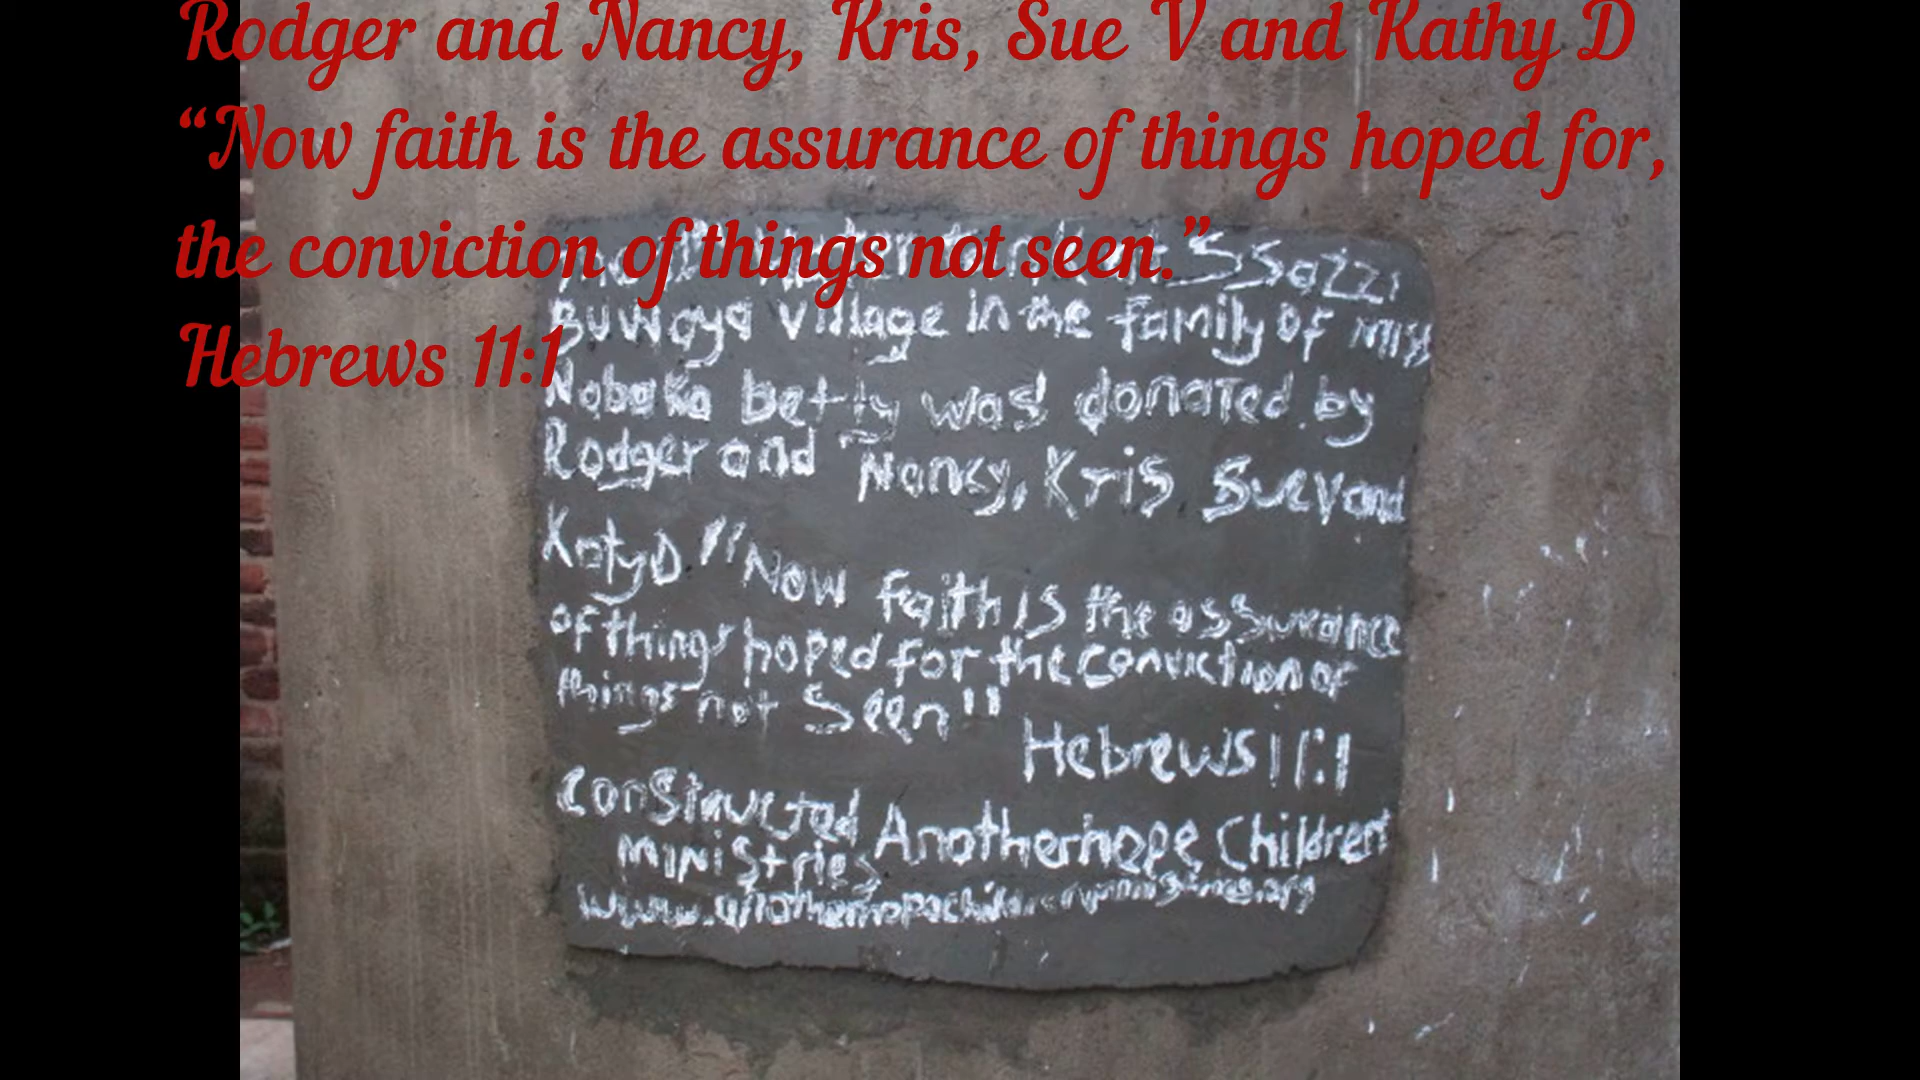 Rodger and Nancy, Kris, Sue V and Kathy D
“Now faith is the assurance of things hoped for,
the conviction of things not seen.”
Hebrews 11:1
Ssazzi
Buwaya village in the family of miss
Nabaka betty was donated by
Rodger and Nancy, Kris Sue V and
Katy D "Now Faith is the assurance
of things hoped for the conviction of
things not Seen"
Hebrews 11:1
constructed Anotherhope Children
ministries